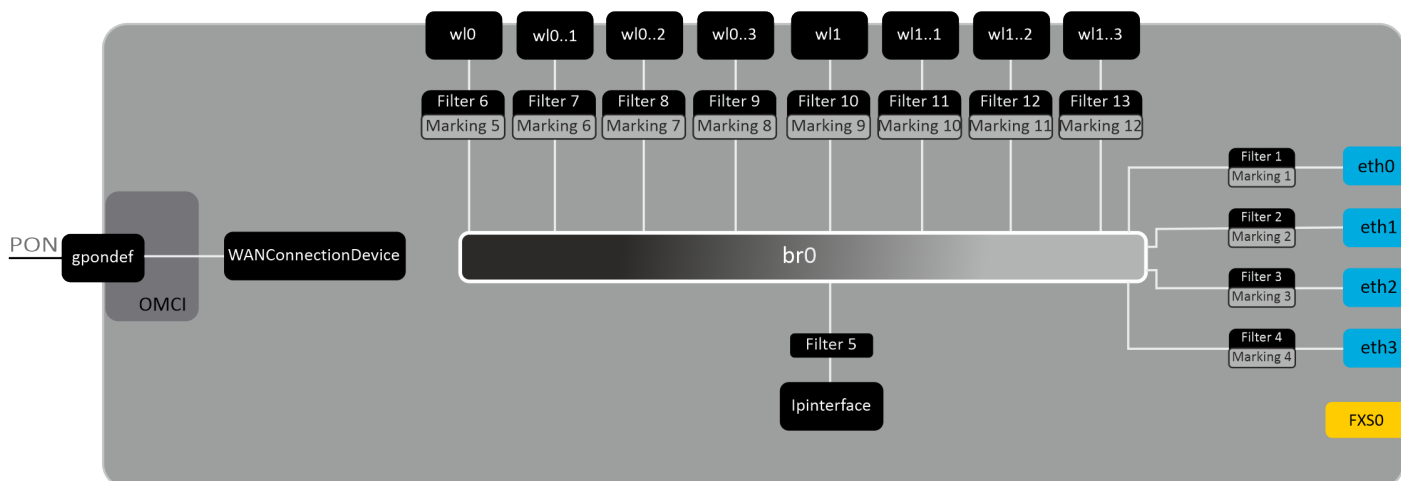 wl0
wl0..1
wl0..2
wl0..3
wl1
wl1..1
wl1..2
wl1..3
Filter 6
Marking 5
Filter 7
Marking 6
Filter 8
Marking 7
Filter 9
Marking 8
Filter 10
Marking 9
Filter 11
Marking 10
Filter 12
Marking 11
Filter 13
Marking 12
Filter 1
Marking 1
eth0
Filter 2
Marking 2
eth1
PON
gpondef
OMCI
WANConnectionDevice
br0
Filter 3
Marking 3
eth2
Filter 5
Ipinterface
Filter 4
Marking 4
eth3
FXS0